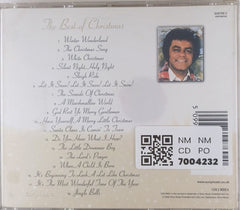 The Best of Christmas
Winter Wonderland
The Christmas Song
White Christmas
Silent Night, Holy Night
Sleigh Ride
Let It Snow! Let It Snow! Let It Snow!
The Sounds Of Christmas
A Marshmallow World
God Rest Ye Merry Gentlemen
Have Yourself A Merry Little Christmas
Santa Claus Is Comin' To Town
Do You Hear What I Hear?
The Little Drummer Boy
The Lord's Prayer
When A Child Is Born
It's Beginning To Look A Lot Like Christmas
It's The Most Wonderful Time Of The Year
Jingle Bells
NM NM
CD PO
7004232